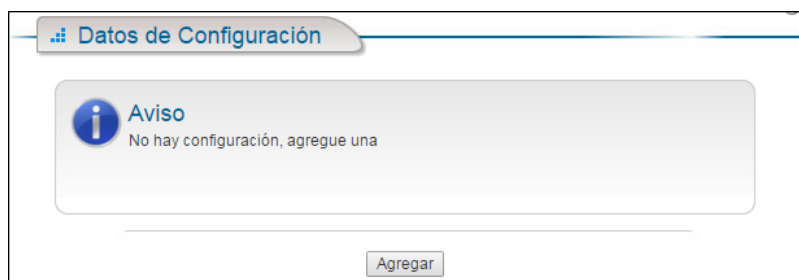 Datos de Configuración
Aviso
No hay configuración, agregue una
Agregar